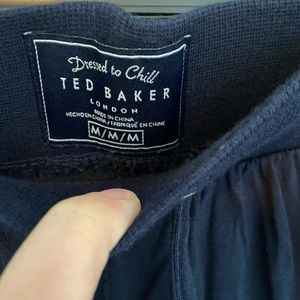 Dressed to Chill
TED BAKER
LONDON
MADE IN CHINA
HECHO EN CHINA / FABRIQUÉ EN CHINE
M/M/M